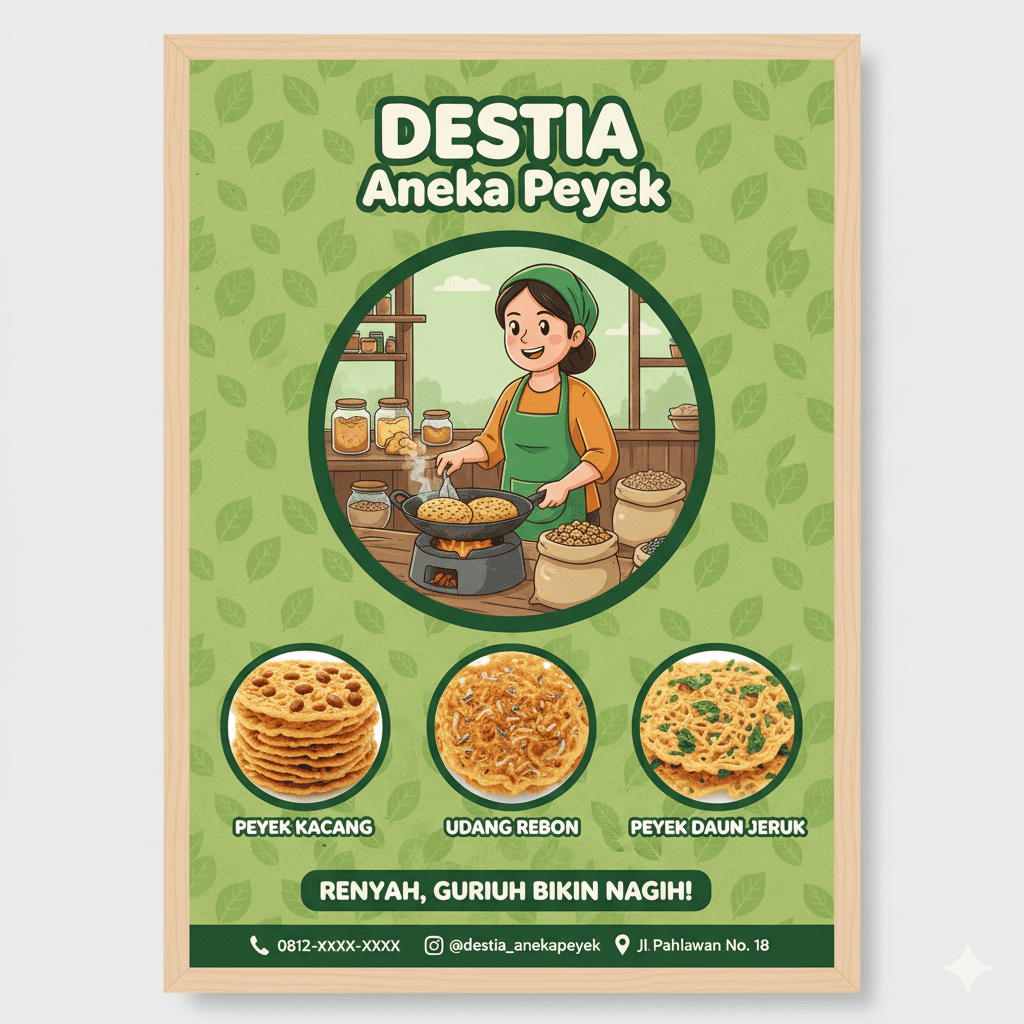 DESTIA
Aneka Peyek
PEYEK KACANG
UDANG REBON
PEYEK DAUN JERUK
RENYAH, GURIUH BIKIN NAGIH!
0812-xxxx-xxxx @destia_anekapeyek Jl. Pahlawan No. 18